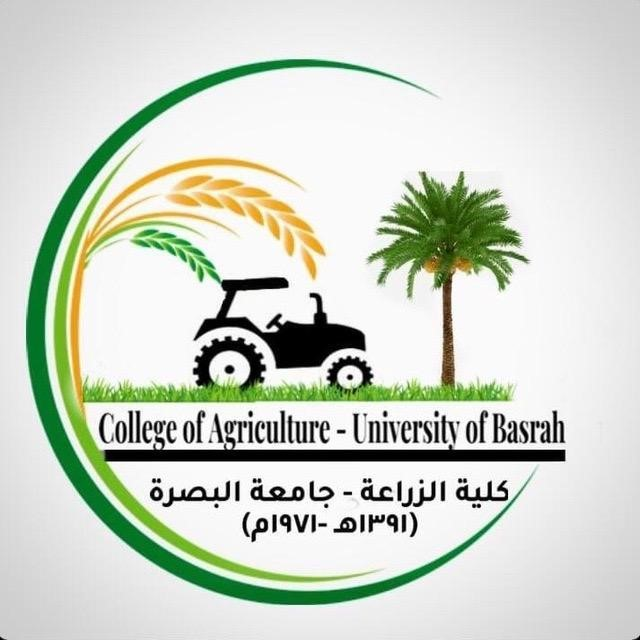 College of Agriculture - University of Basrah
كلية الزراعة - جامعة البصرة
(١٣٩١هـ -١٩٧١م)